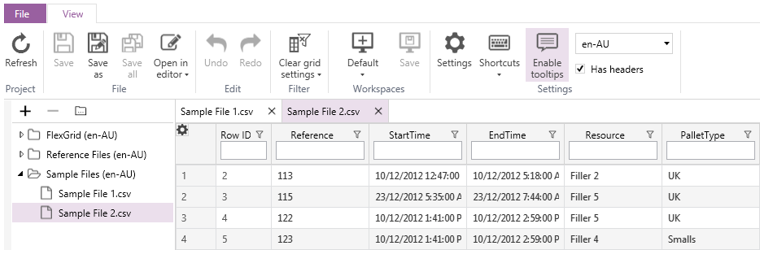 File View
Refresh Save Save as Save all Open in editor Undo Redo Clear grid settings Default Save Settings Shortcuts Enable tooltips en-AU
Has headers
Project File Edit Filter Workspaces Settings
Sample File 1.csv Sample File 2.csv
FlexGrid (en-AU)
Reference Files (en-AU)
Sample Files (en-AU)
Sample File 1.csv
Sample File 2.csv
Row ID Reference StartTime EndTime Resource PalletType
1 2 113 10/12/2012 12:47:00 10/12/2012 5:18:00 A Filler 2 UK
2 3 115 23/12/2012 5:35:00 A 23/12/2012 7:44:00 A Filler 5 UK
3 4 122 10/12/2012 1:41:00 P 10/12/2012 2:59:00 P Filler 5 UK
4 5 123 10/12/2012 1:41:00 P 10/12/2012 2:59:00 P Filler 4 Smalls